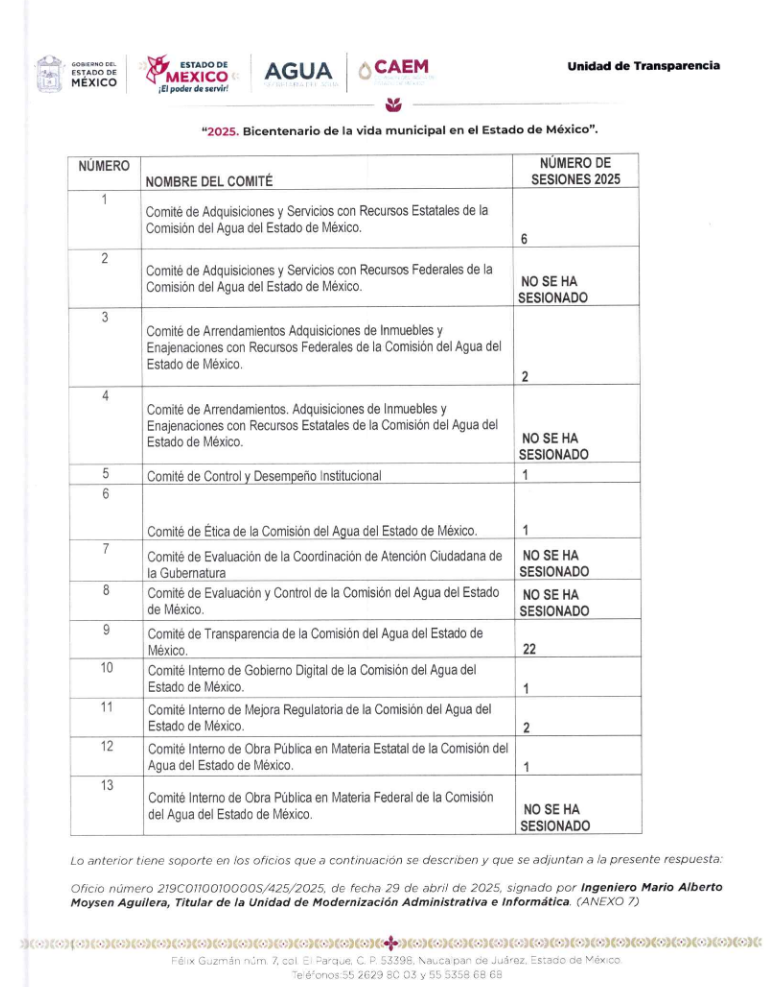 GOBIERNO DEL
ESTADO DE
MÉXICO
ESTADO DE
MÉXICO
¡El poder de servir!
AGUA
CAEM
Unidad de Transparencia
"2025. Bicentenario de la vida municipal en el Estado de México".
NÚMERO
NOMBRE DEL COMITÉ
NÚMERO DE
SESIONES 2025
1
Comité de Adquisiciones y Servicios con Recursos Estatales de la
Comisión del Agua del Estado de México.
6
2
Comité de Adquisiciones y Servicios con Recursos Federales de la
Comisión del Agua del Estado de México.
NO SE HA
SESIONADO
3
Comité de Arrendamientos Adquisiciones de Inmuebles y
Enajenaciones con Recursos Federales de la Comisión del Agua del
Estado de México.
2
4
Comité de Arrendamientos. Adquisiciones de Inmuebles y
Enajenaciones con Recursos Estatales de la Comisión del Agua del
Estado de México.
NO SE HA
SESIONADO
5
Comité de Control y Desempeño Institucional
1
6
Comité de Ética de la Comisión del Agua del Estado de México.
1
7
Comité de Evaluación de la Coordinación de Atención Ciudadana de
la Gubernatura
NO SE HA
SESIONADO
8
Comité de Evaluación y Control de la Comisión del Agua del Estado
de México.
NO SE HA
SESIONADO
9
Comité de Transparencia de la Comisión del Agua del Estado de
México.
22
10
Comité Interno de Gobierno Digital de la Comisión del Agua del
Estado de México.
1
11
Comité Interno de Mejora Regulatoria de la Comisión del Agua del
Estado de México.
2
12
Comité Interno de Obra Pública en Materia Estatal de la Comisión del
Agua del Estado de México.
1
13
Comité Interno de Obra Pública en Materia Federal de la Comisión
del Agua del Estado de México.
NO SE HA
SESIONADO
Lo anterior tiene soporte en los oficios que a continuación se describen y que se adjuntan a la presente respuesta:
Oficio número 219C0110010000S/425/2025, de fecha 29 de abril de 2025, signado por Ingeniero Mario Alberto
Moysen Aguilera, Titular de la Unidad de Modernización Administrativa e Informática. (ANEXO 7)
Félix Guzmán núm. 7, col. El Parque, C. P. 53398, Naucalpan de Juárez, Estado de México.
Teléfonos:55 2629 80 03 y 55 5358 68 68